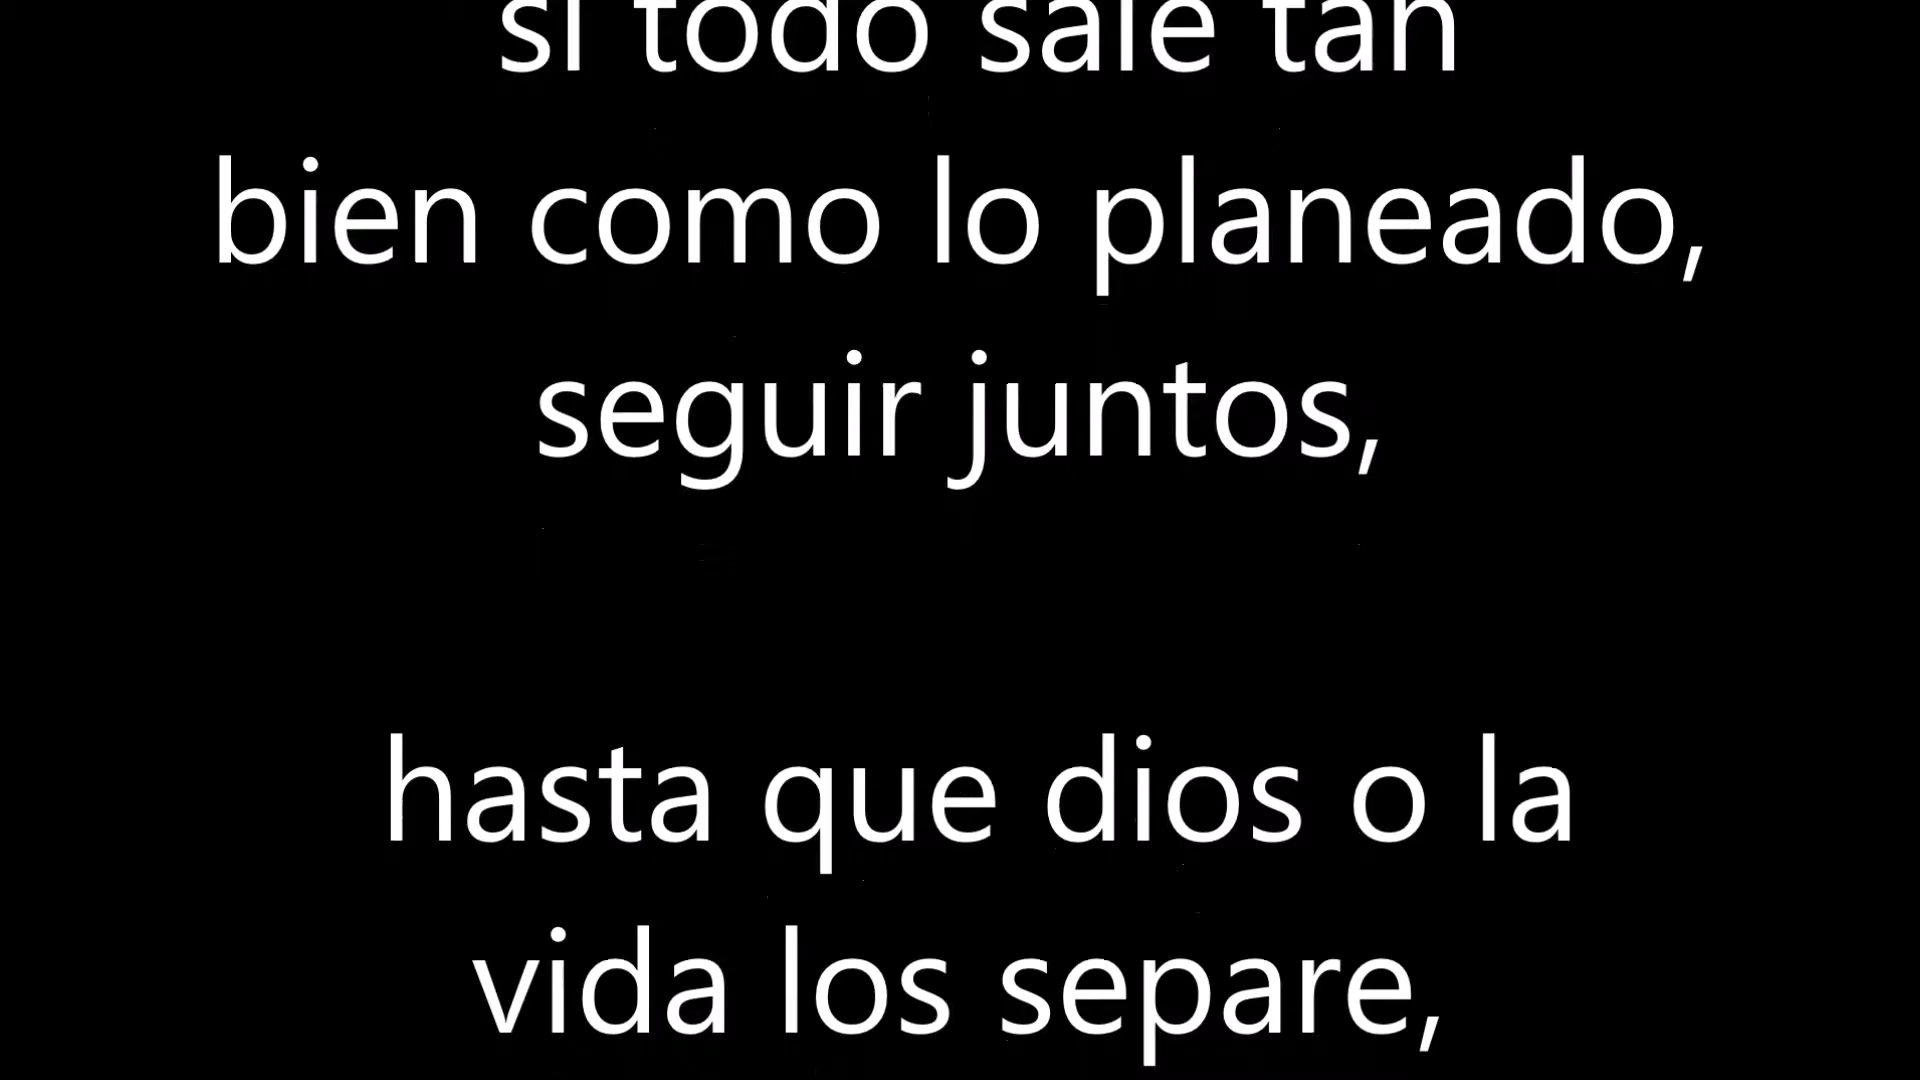 si todo sale tan
bien como lo planeado,
seguir juntos,
hasta que dios o la
vida los separe,